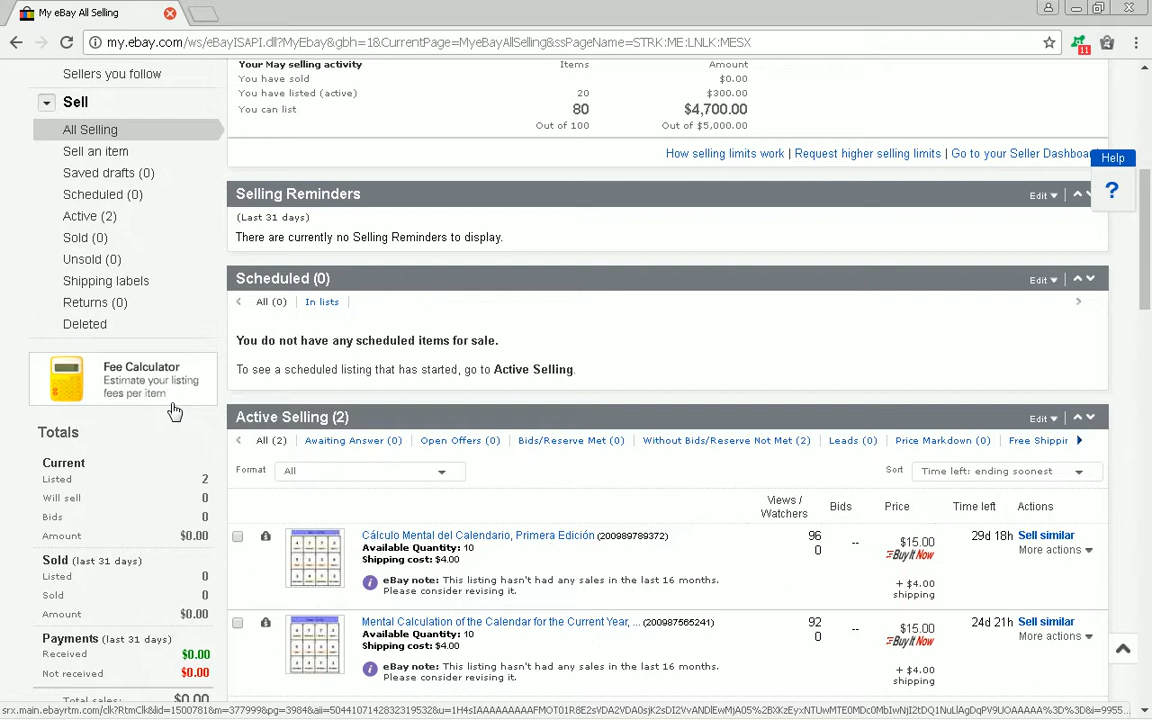 My eBay All Selling
my.ebay.com/ws/eBayISAPI.dll?MyEbay&gbh=1&CurrentPage=MyeBayAllSelling&ssPageName=STRK:ME:LNLK:MESX
11
Sellers you follow
Sell
All Selling
Sell an item
Saved drafts (0)
Scheduled (0)
Active (2)
Sold (0)
Unsold (0)
Shipping labels
Returns (0)
Deleted
Fee Calculator
Estimate your listing
fees per item
Totals
Current
Listed 2
Will sell 0
Bids 0
Amount $0.00
Sold (last 31 days)
Listed 0
Sold 0
Amount $0.00
Payments (last 31 days)
Received $0.00
Not received $0.00
Total sales: $0.00
Your May selling activity Items Amount
You have sold $0.00
You have listed (active) 20 $300.00
You can list 80 $4,700.00
Out of 100 Out of $5,000.00
How selling limits work | Request higher selling limits | Go to your Seller Dashboar
Help
?
Selling Reminders Edit
(Last 31 days)
There are currently no Selling Reminders to display.
Scheduled (0) Edit
All (0) In lists
You do not have any scheduled items for sale.
To see a scheduled listing that has started, go to Active Selling.
Active Selling (2) Edit
All (2) Awaiting Answer (0) Open Offers (0) Bids/Reserve Met (0) Without Bids/Reserve Not Met (2) Leads (0) Price Markdown (0) Free Shippir
Format All Sort Time left: ending soonest
Views / Watchers Bids Price Time left Actions
Cálculo Mental del Calendario, Primera Edición (200989789372) 96 -- $15.00 29d 18h Sell similar
Available Quantity: 10 0 Buy It Now More actions
Shipping cost: $4.00
eBay note: This listing hasn't had any sales in the last 16 months. + $4.00
Please consider revising it. shipping
Mental Calculation of the Calendar for the Current Year, ... (200987565241) 92 -- $15.00 24d 21h Sell similar
Available Quantity: 10 0 Buy It Now More actions
Shipping cost: $4.00
eBay note: This listing hasn't had any sales in the last 16 months. + $4.00
Please consider revising it. shipping